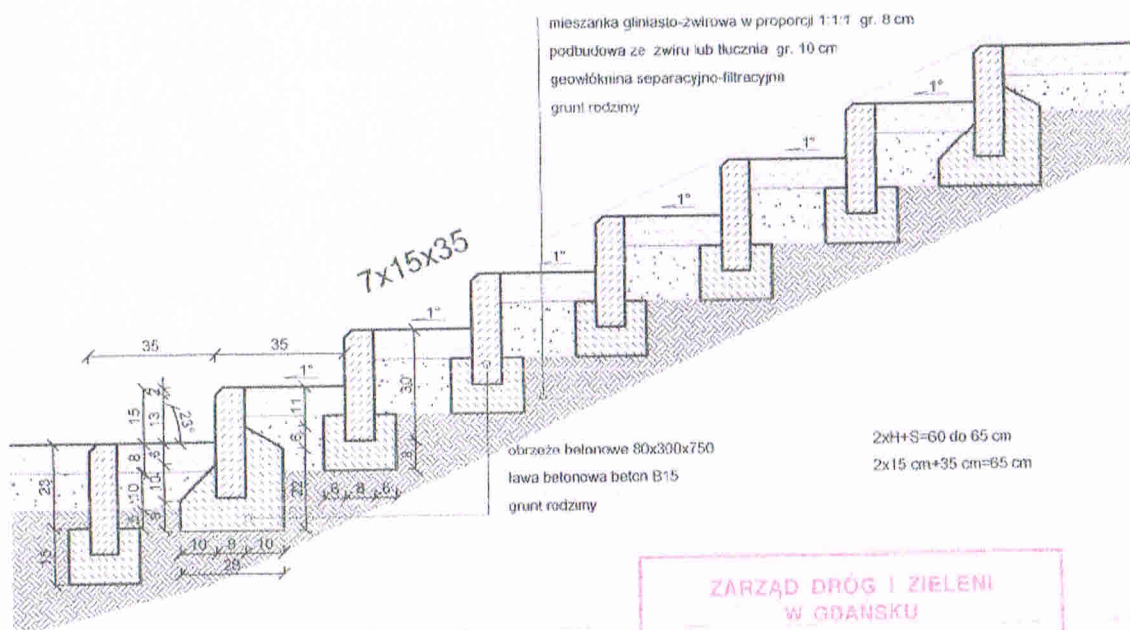 mieszanka gliniasto-żwirowa w proporcji 1:1:1 gr. 8 cm
podbudowa ze żwiru lub tłucznia gr. 10 cm
geowłóknina separacyjno-filtracyjna
grunt rodzimy
1°
1°
1°
1°
1°
1°
1°
7x15x35
35
35
30
8
11
6
22
15
2
13
23°
8
6
10
10
23
15
6
8
6
10
8
10
28
obrzeże betonowe 80x300x750
ława betonowa beton B15
grunt rodzimy
2xH+S=60 do 65 cm
2x15 cm+35 cm=65 cm
ZARZĄD DRÓG I ZIELENI
W GDAŃSKU